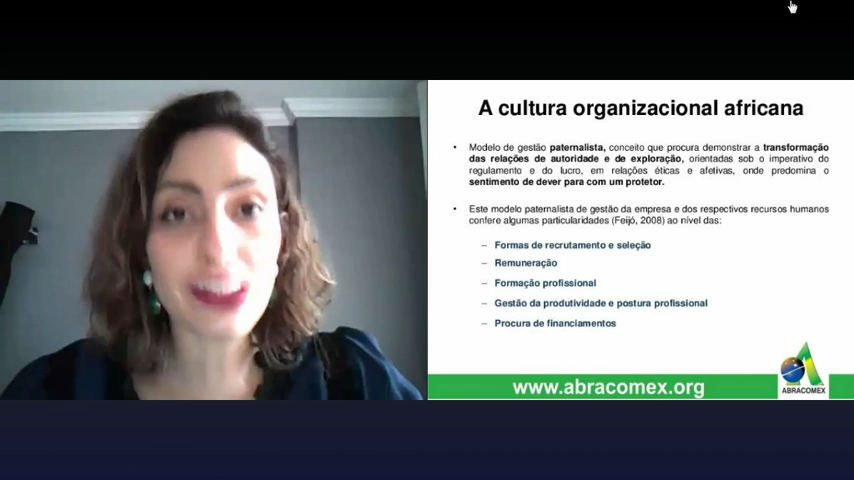 A cultura organizacional africana
• Modelo de gestão paternalista, conceito que procura demonstrar a transformação
das relações de autoridade e de exploração, orientadas sob o imperativo do
regulamento e do lucro, em relações éticas e afetivas, onde predomina o
sentimento de dever para com um protetor.
• Este modelo paternalista de gestão da empresa e dos respectivos recursos humanos
confere algumas particularidades (Feijó, 2008) ao nível das:
– Formas de recrutamento e seleção
– Remuneração
– Formação profissional
– Gestão da produtividade e postura profissional
– Procura de financiamentos
www.abracomex.org
ABRACOMEX